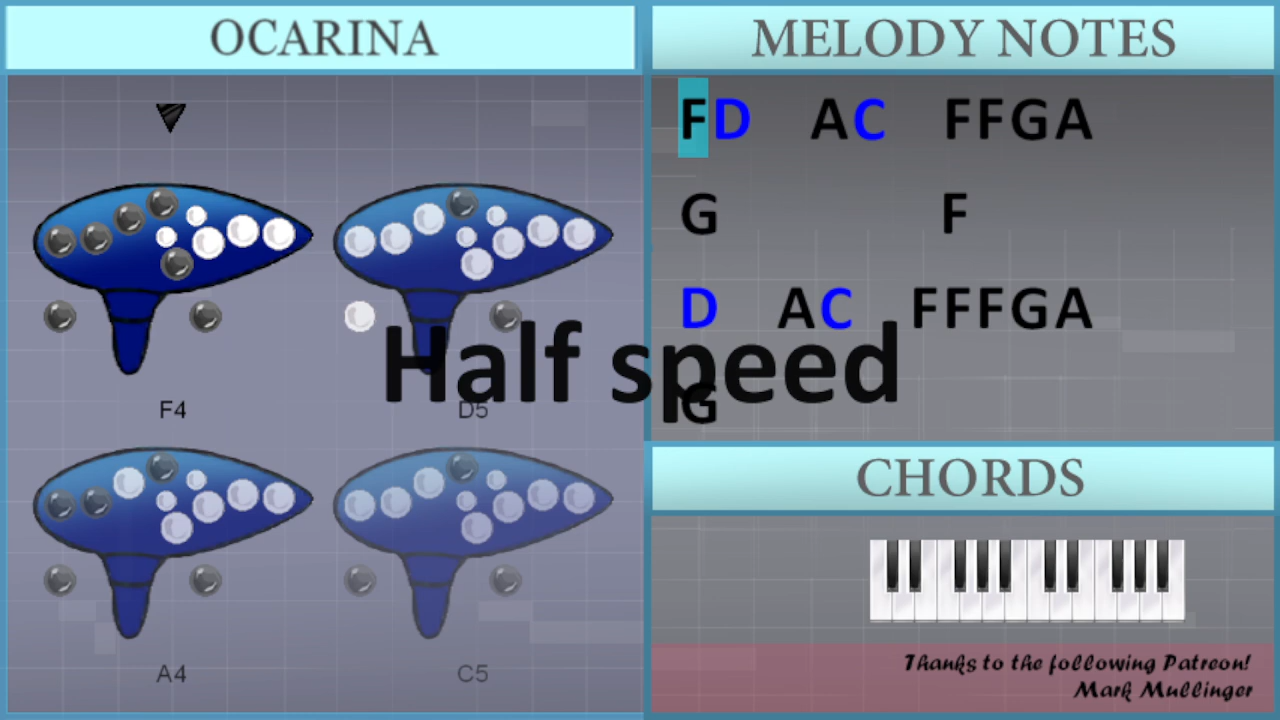 OCARINA
MELODY NOTES
FD AC FFGA
G F
D AC FFFGA
Half speed
G
F4 D5
A4 C5
CHORDS
Thanks to the following Patreon!
Mark Mullinger